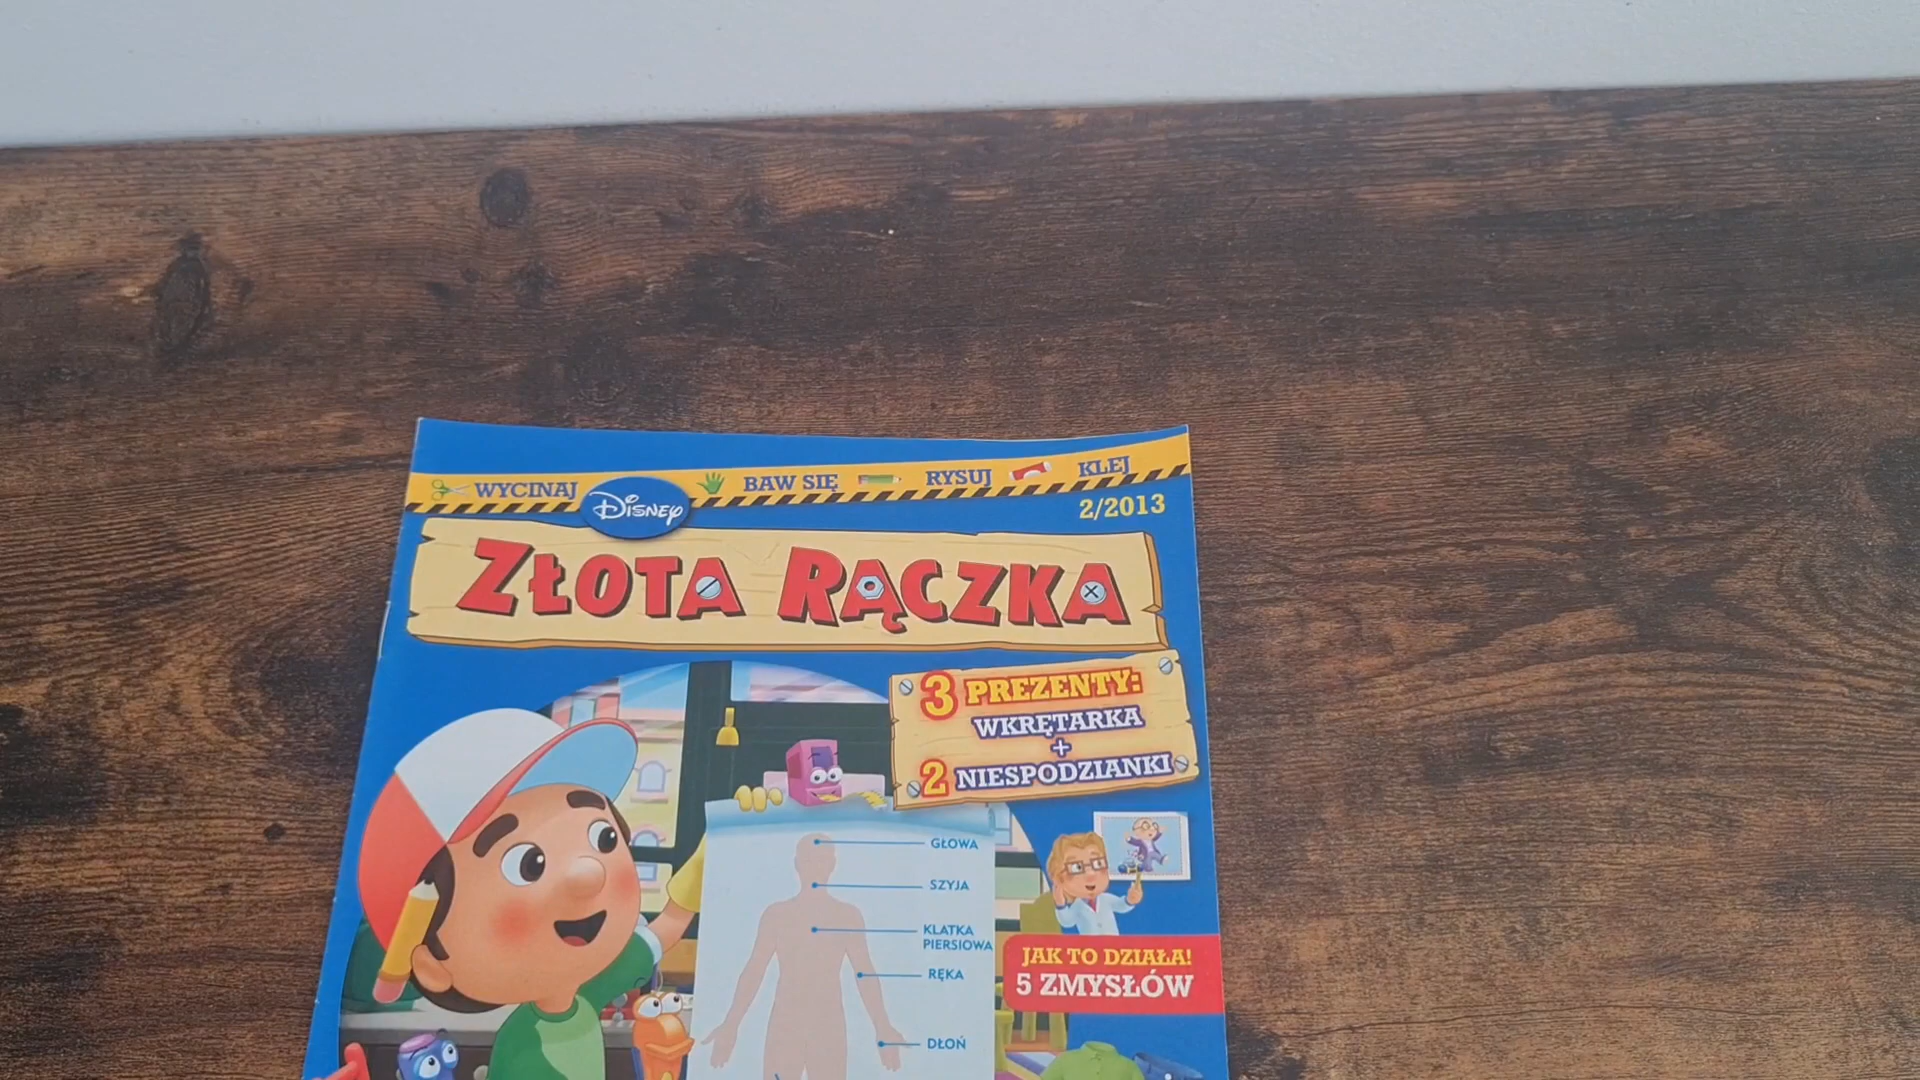 WYCINAJ
Disney
BAW SIĘ
RYSUJ
KLEJ
2/2013
ZŁOTA RĄCZKA
3 PREZENTY:
WKRĘTARKA
+
2 NIESPODZIANKI
GŁOWA
SZYJA
KLATKA
PIERSIOWA
RĘKA
DŁOŃ
JAK TO DZIAŁA!
5 ZMYSŁÓW